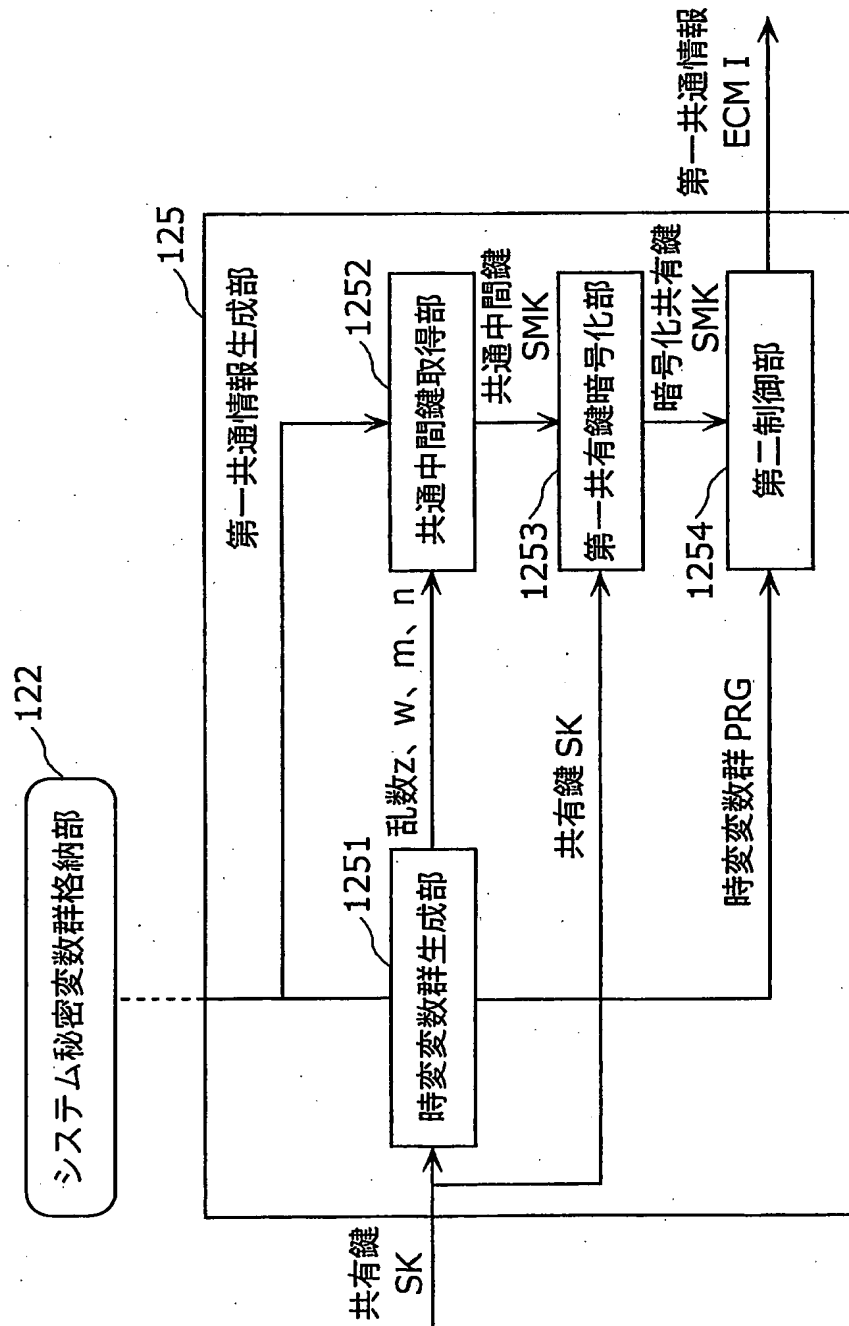 システム秘密変数群格納部
122
125
第一共通情報生成部
共有鍵
SK
1251
時変変数群生成部
乱数z、w、m、n
1252
共通中間鍵取得部
共通中間鍵
SMK
共有鍵 SK
1253
第一共有鍵暗号化部
暗号化共有鍵
SMK
時変変数群 PRG
1254
第二制御部
第一共通情報
ECM I